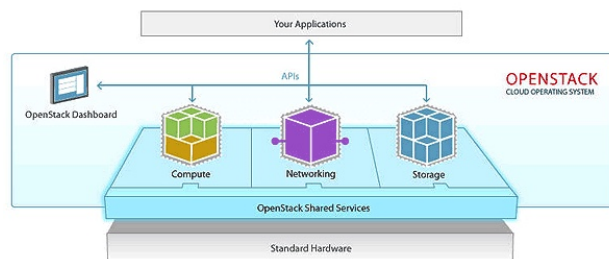 Your Applications
APIs
OPENSTACK
CLOUD OPERATING SYSTEM
OpenStack Dashboard
Compute
Networking
Storage
OpenStack Shared Services
Standard Hardware